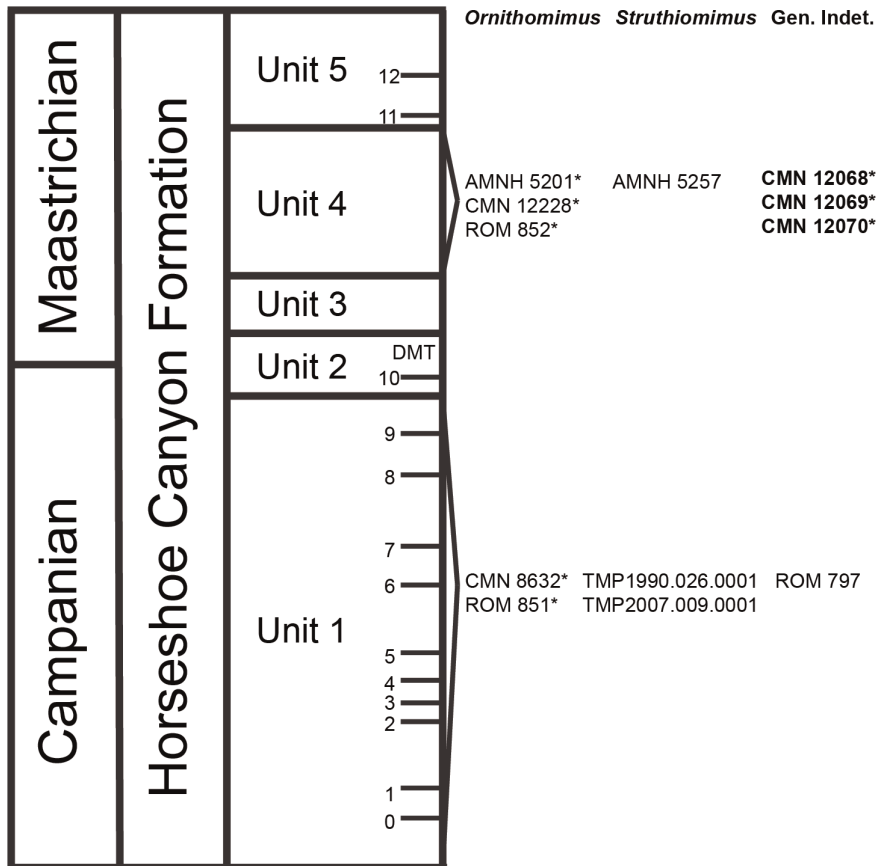 Ornithomimus Struthiomimus Gen. Indet.
Maastrichian
Campanian
Horseshoe Canyon Formation
Unit 5
12
11
Unit 4
AMNH 5201* AMNH 5257 CMN 12068*
CMN 12228* CMN 12069*
ROM 852* CMN 12070*
Unit 3
DMT
Unit 2
10
9
8
7
6
CMN 8632* TMP1990.026.0001 ROM 797
ROM 851* TMP2007.009.0001
Unit 1
5
4
3
2
1
0